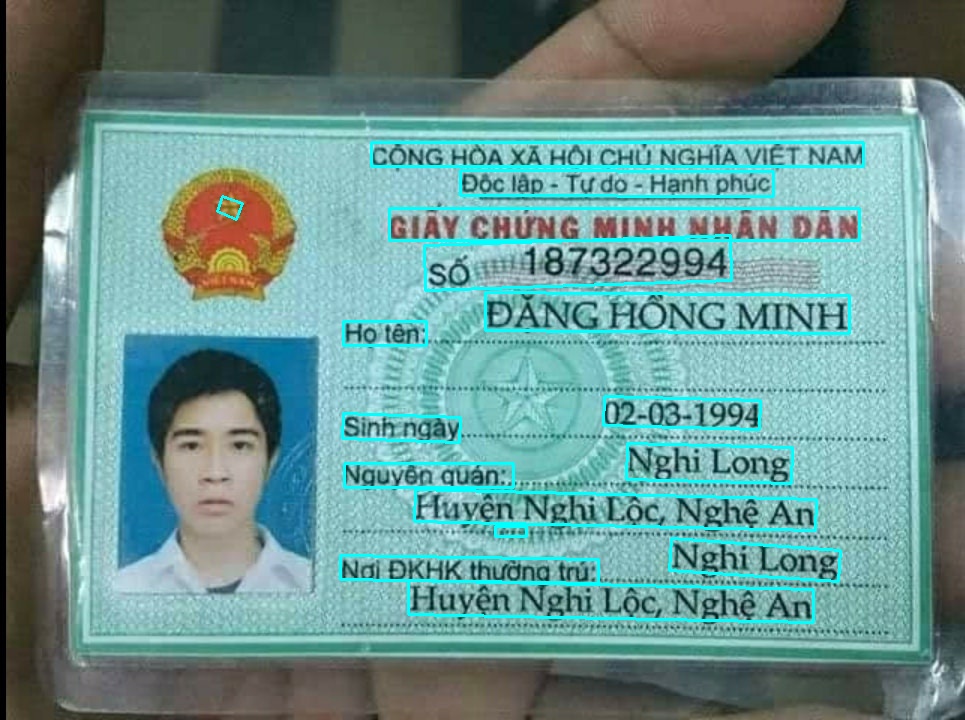 CỘNG HÒA XÃ HỘI CHỦ NGHĨA VIỆT NAM
Độc lập - Tự do - Hạnh phúc
GIẤY CHỨNG MINH NHÂN DÂN
SỐ 187322994
Họ tên: ĐẶNG HỒNG MINH
Sinh ngày 02-03-1994
Nguyên quán: Nghi Long
Huyện Nghi Lộc, Nghệ An
Nơi ĐKHK thường trú: Nghi Long
Huyện Nghi Lộc, Nghệ An
VIỆT NAM